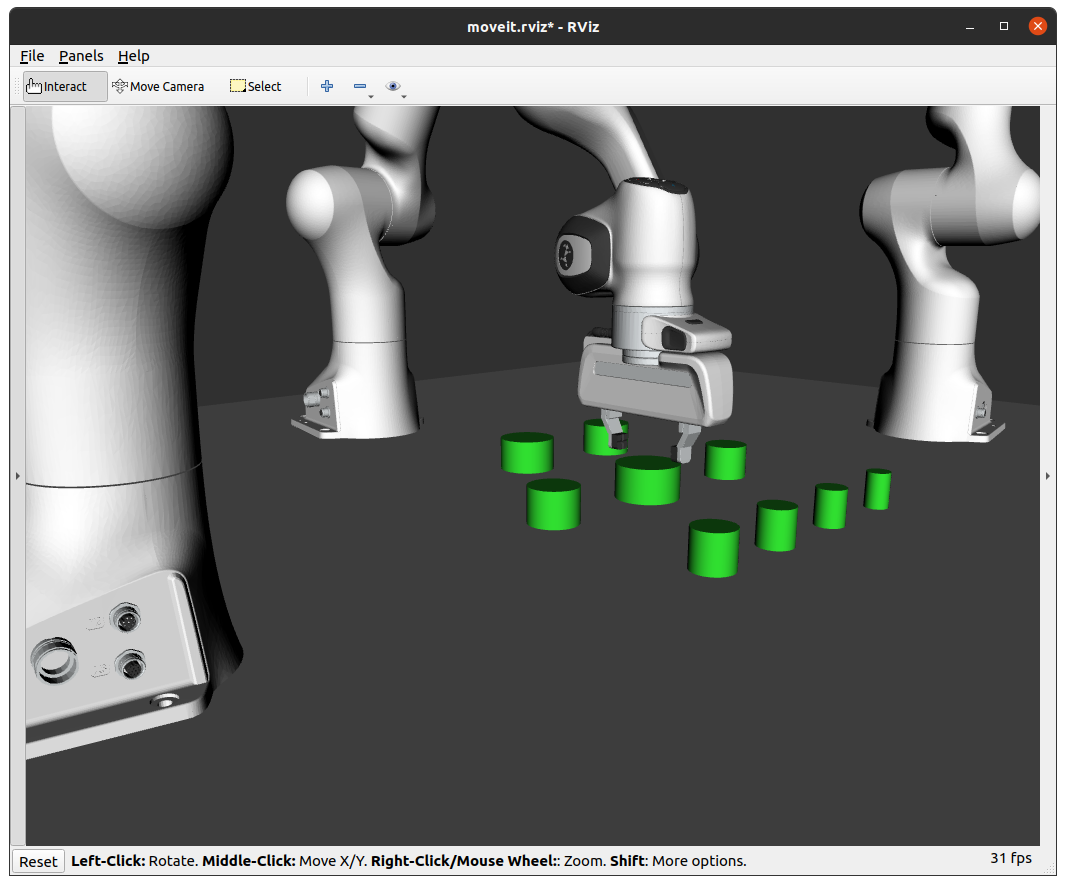 moveit.rviz* - RViz
File Panels Help
Interact Move Camera Select
Reset Left-Click: Rotate. Middle-Click: Move X/Y. Right-Click/Mouse Wheel:: Zoom. Shift: More options. 31 fps